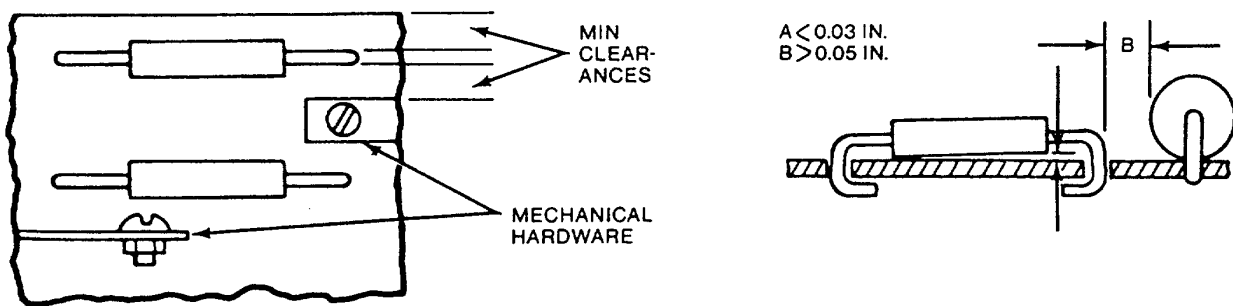 MIN
CLEAR-
ANCES
MECHANICAL
HARDWARE
A<0.03 IN.
B>0.05 IN.
B